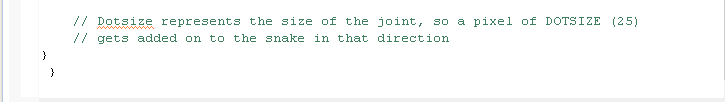 // Dotsize represents the size of the joint, so a pixel of DOTSIZE (25)
// gets added on to the snake in that direction
}
}